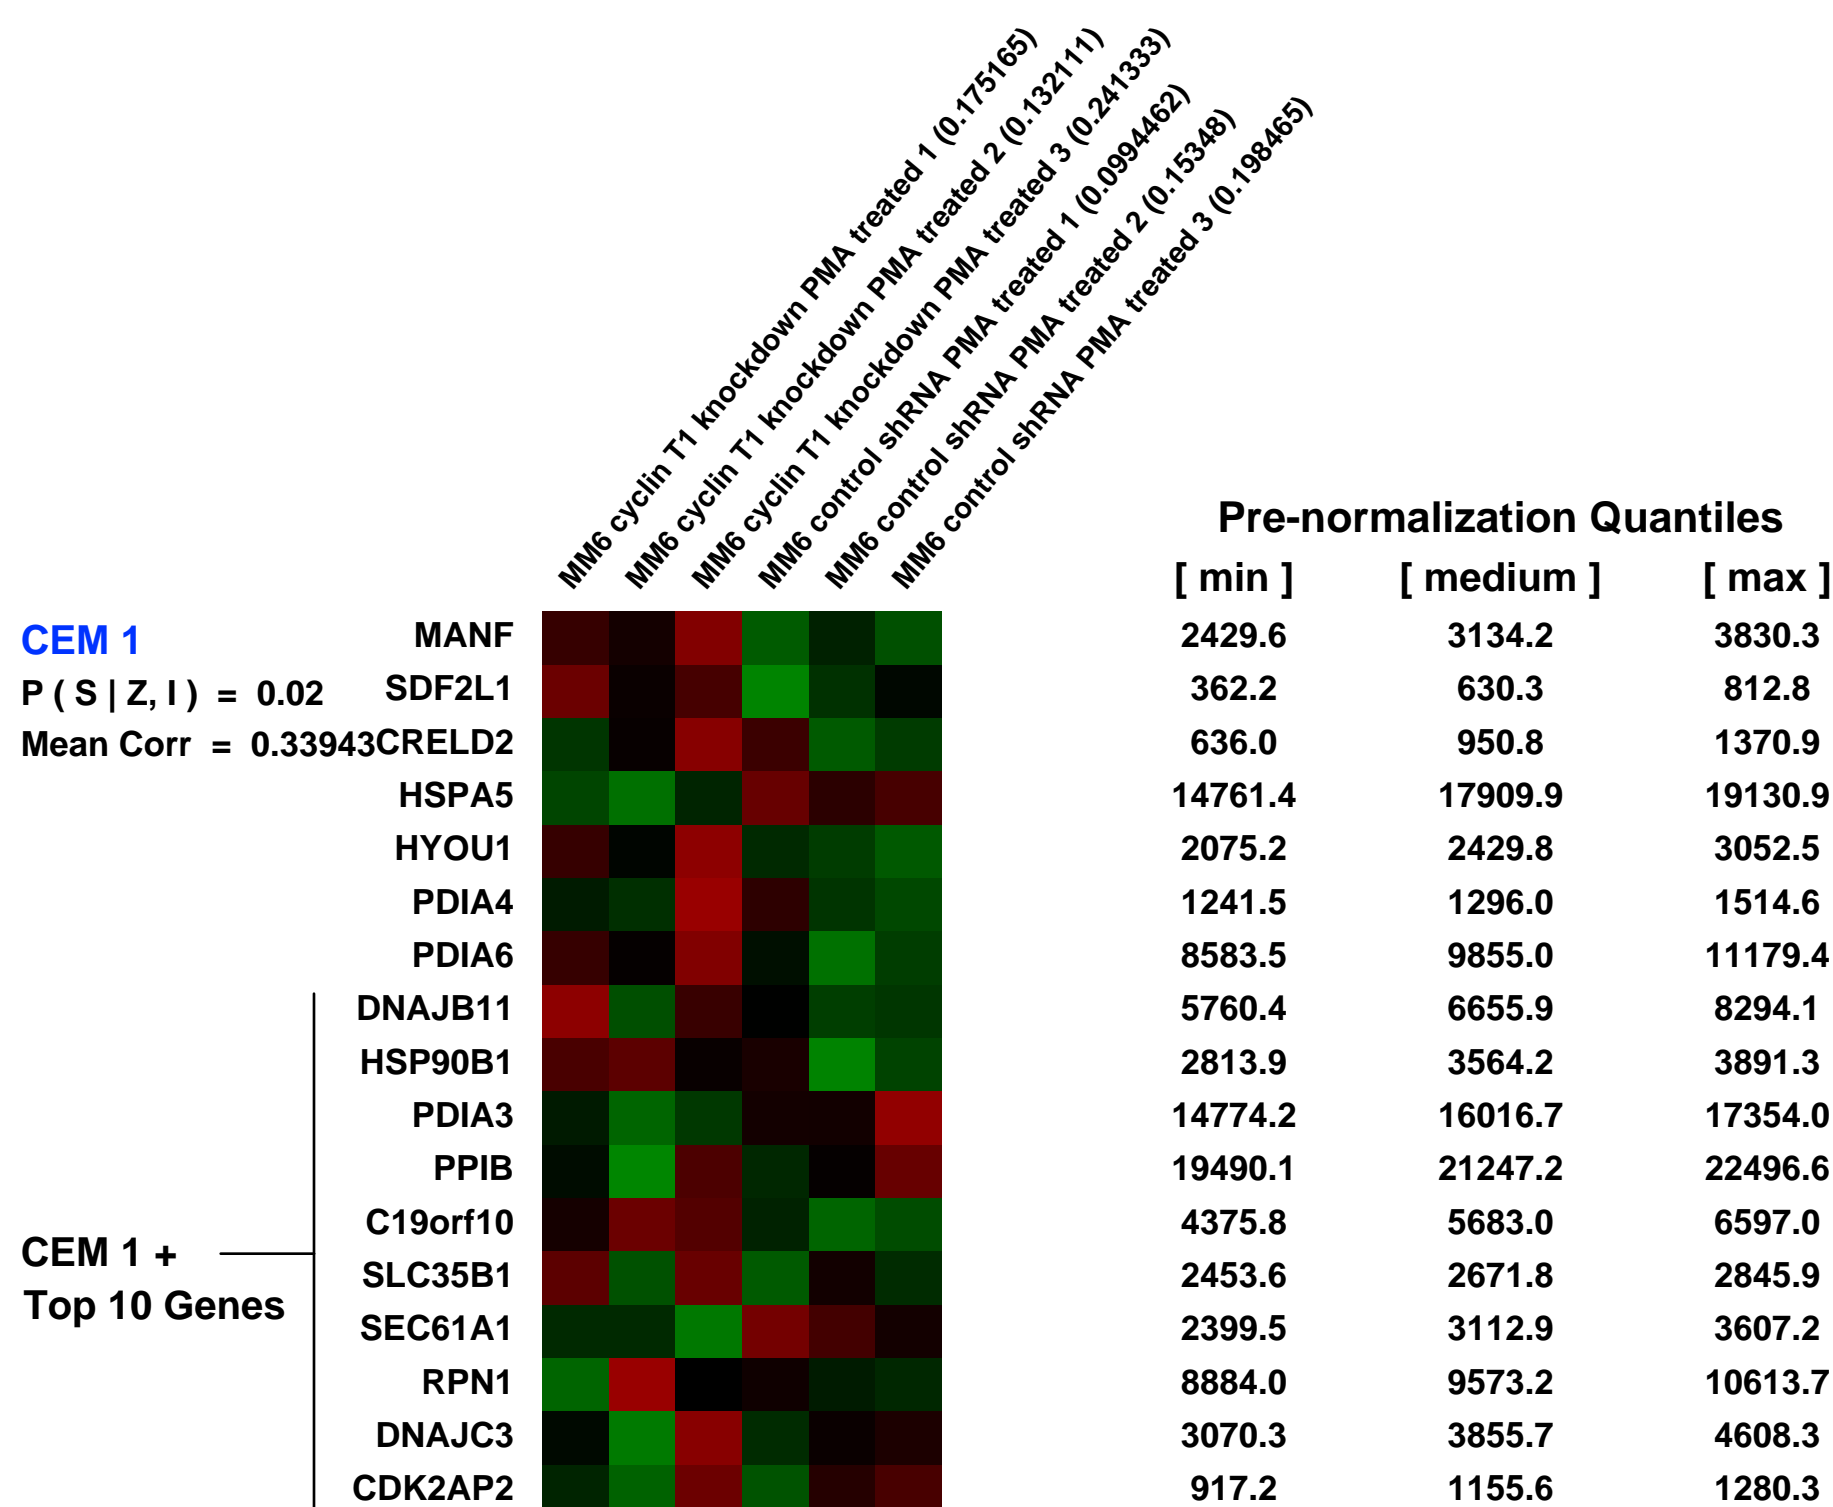 MM6 cyclin T1 knockdown PMA treated 1 (0.175165)
MM6 cyclin T1 knockdown PMA treated 2 (0.132111)
MM6 cyclin T1 knockdown PMA treated 3 (0.241333)
MM6 control shRNA PMA treated 1 (0.0994462)
MM6 control shRNA PMA treated 2 (0.15348)
MM6 control shRNA PMA treated 3 (0.198465)
Pre-normalization Quantiles
[ min ] [ medium ] [ max ]
CEM 1 MANF 2429.6 3134.2 3830.3
P ( S | Z, I ) = 0.02 SDF2L1 362.2 630.3 812.8
Mean Corr = 0.33943 CRELD2 636.0 950.8 1370.9
HSPA5 14761.4 17909.9 19130.9
HYOU1 2075.2 2429.8 3052.5
PDIA4 1241.5 1296.0 1514.6
PDIA6 8583.5 9855.0 11179.4
DNAJB11 5760.4 6655.9 8294.1
HSP90B1 2813.9 3564.2 3891.3
PDIA3 14774.2 16016.7 17354.0
PPIB 19490.1 21247.2 22496.6
C19orf10 4375.8 5683.0 6597.0
CEM 1 +
SLC35B1 2453.6 2671.8 2845.9
Top 10 Genes
SEC61A1 2399.5 3112.9 3607.2
RPN1 8884.0 9573.2 10613.7
DNAJC3 3070.3 3855.7 4608.3
CDK2AP2 917.2 1155.6 1280.3